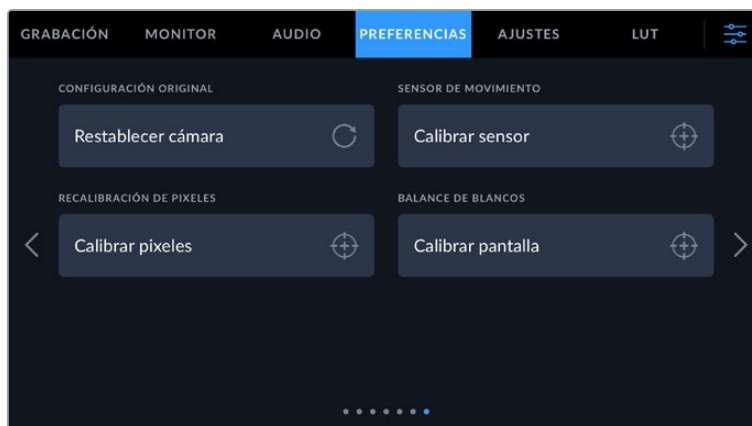 GRABACIÓN MONITOR AUDIO PREFERENCIAS AJUSTES LUT
CONFIGURACIÓN ORIGINAL SENSOR DE MOVIMIENTO
Restablecer cámara Calibrar sensor
RECALIBRACIÓN DE PIXELES BALANCE DE BLANCOS
Calibrar pixeles Calibrar pantalla